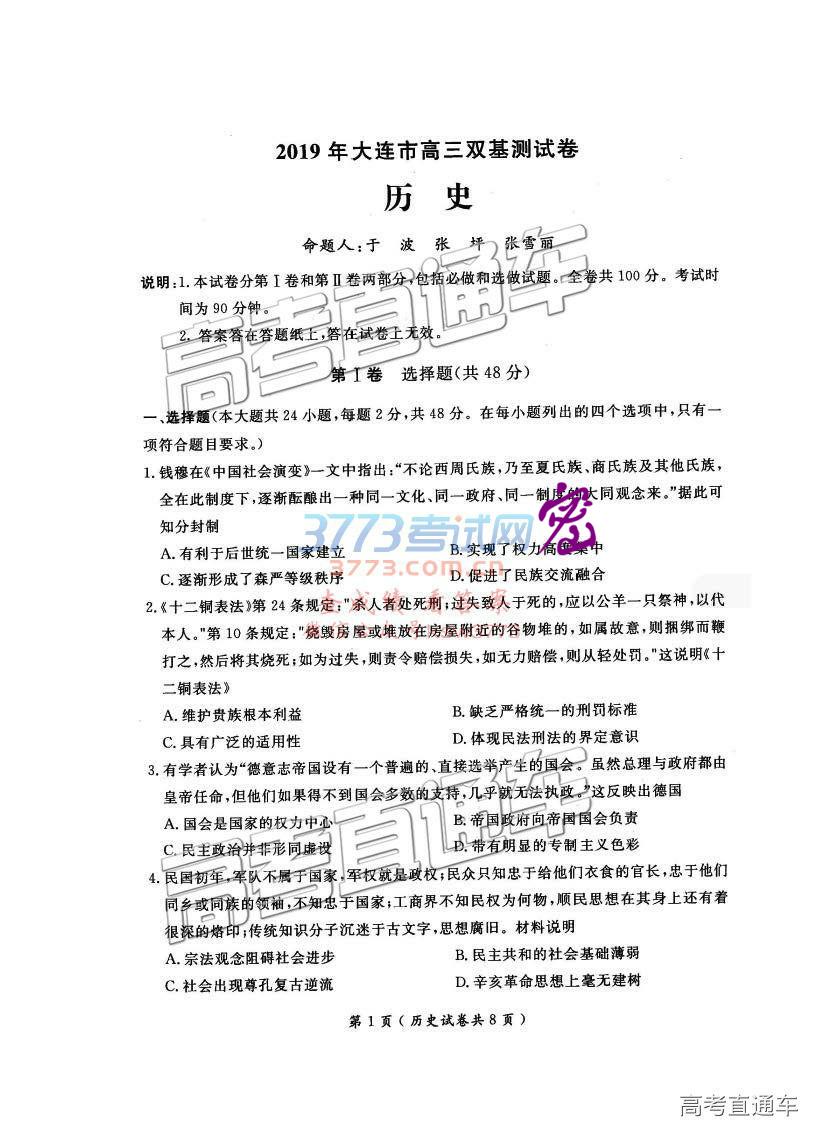 2019 年大连市高三双基测试卷
历 史
命题人:于 波 张 坪 张雪丽
说明:1.本试卷分第Ⅰ卷和第Ⅱ卷两部分,包括必做和选做试题。全卷共 100 分。考试时
间为 90 分钟。
2. 答案答在答题纸上,答在试卷上无效。
第Ⅰ卷 选择题(共 48 分)
一、选择题(本大题共 24 小题,每题 2 分,共 48 分。在每小题列出的四个选项中,只有一
项符合题目要求。)
1.钱穆在《中国社会演变》一文中指出:“不论西周氏族,乃至夏氏族、商氏族及其他氏族,
全在此制度下,逐渐酝酿出一种同一文化、同一政府、同一制度的大同观念来。”据此可
知分封制
A.有利于后世统一国家建立 B.实现了权力高度集中
C.逐渐形成了森严等级秩序 D.促进了民族交流融合
2.《十二铜表法》第 24 条规定:"杀人者处死刑;过失致人于死的,应以公羊一只祭神,以代
本人。"第 10 条规定:"烧毁房屋或堆放在房屋附近的谷物堆的,如属故意,则捆绑而鞭
打之,然后将其烧死;如为过失,则责令赔偿损失,如无力赔偿,则从轻处罚。"这说明《十
二铜表法》
A.维护贵族根本利益 B.缺乏严格统一的刑罚标准
C.具有广泛的适用性 D.体现民法刑法的界定意识
3.有学者认为“德意志帝国设有一个普遍的、直接选举产生的国会。虽然总理与政府都由
皇帝任命,但他们如果得不到国会多数的支持,几乎就无法执政。”这反映出德国
A.国会是国家的权力中心 B.帝国政府向帝国国会负责
C.民主政治并非形同虚设 D.带有明显的专制主义色彩
4.民国初年,军队不属于国家,军权就是政权;民众只知忠于给他们衣食的官长,忠于他们
同乡或同族的领袖,不知忠于国家;工商界不知民权为何物,顺民思想在其身上还有着
很深的烙印;传统知识分子沉迷于古文字,思想腐旧。材料说明
A.宗法观念阻碍社会进步 B.民主共和的社会基础薄弱
C.社会出现尊孔复古逆流 D.辛亥革命思想上毫无建树
第 1 页 ( 历史试卷共 8 页 )
高考直通车
高考直通车
高考直通车
3773考试网
3773.com.cn
查成绩 看答案